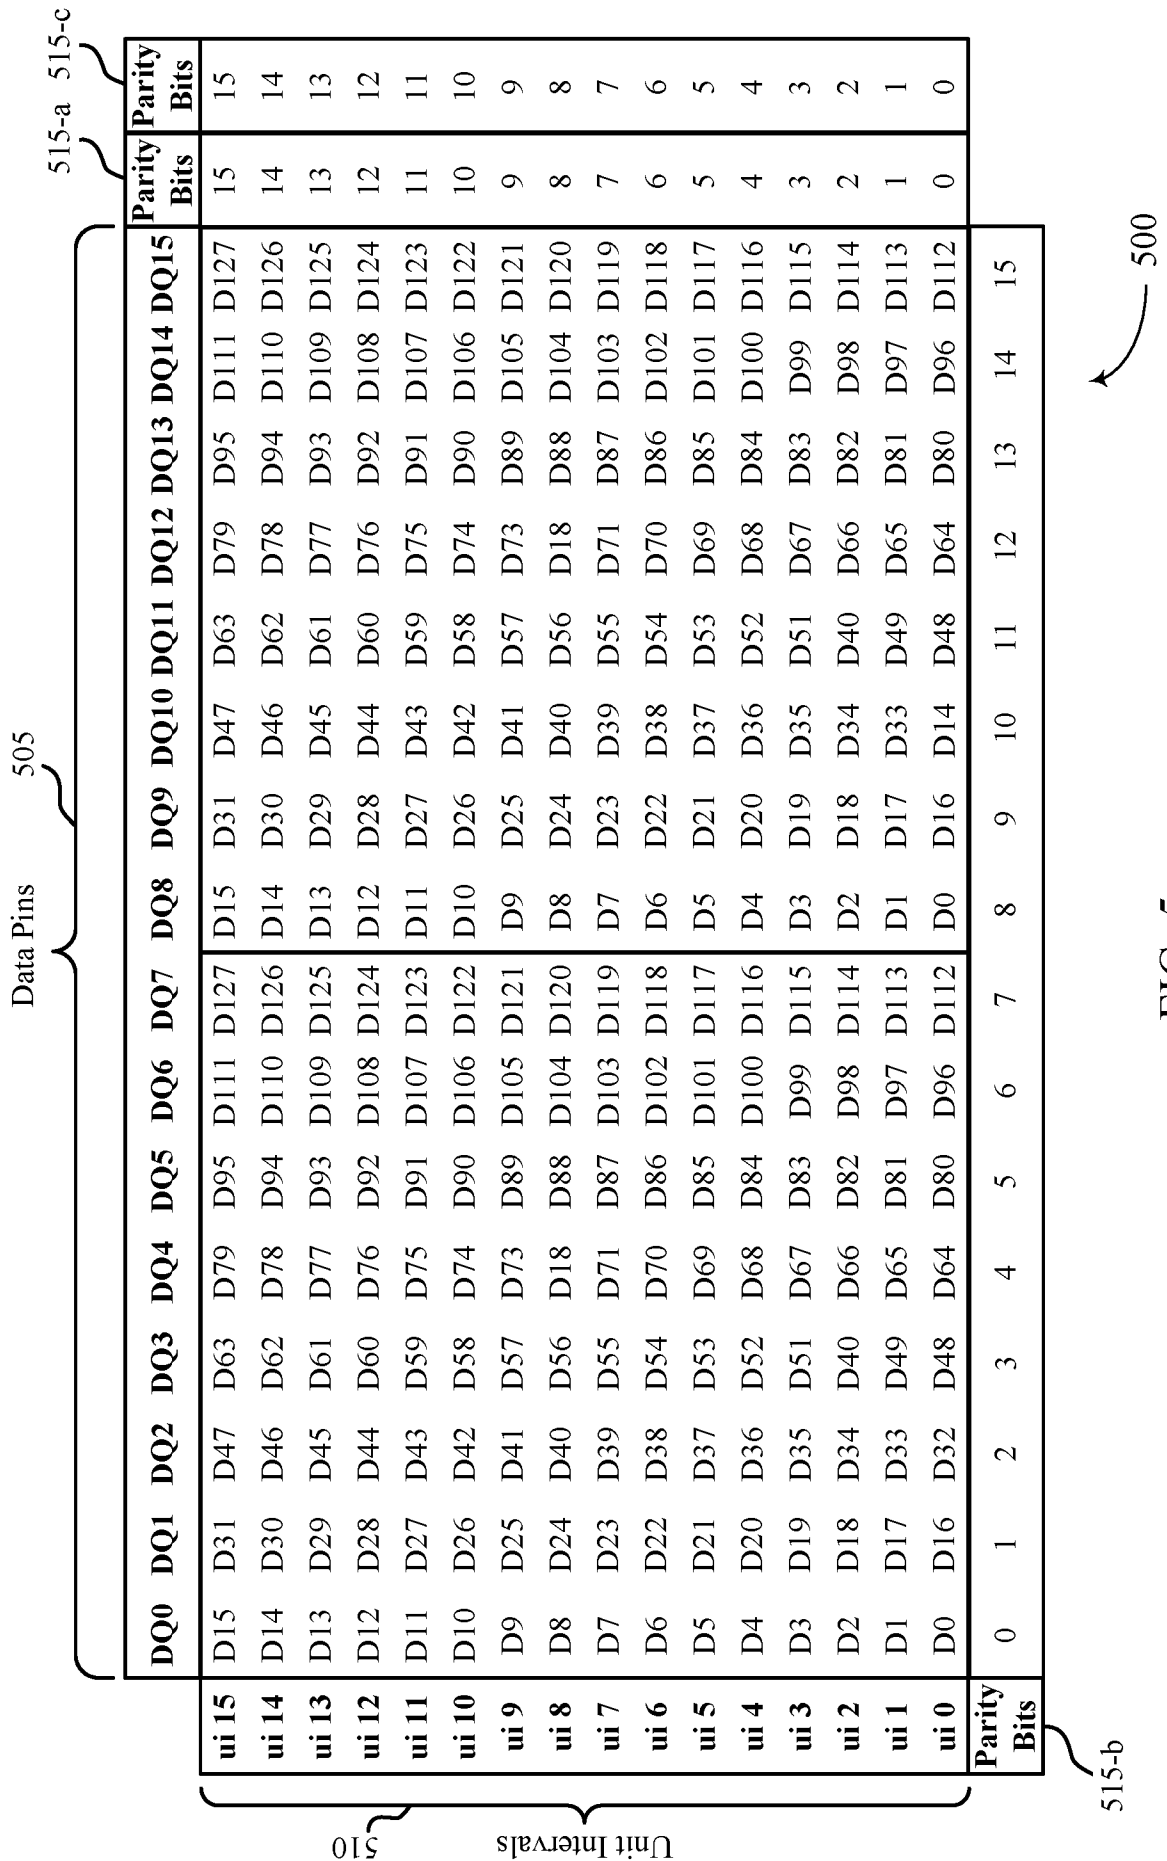 Data Pins
505
515-a 515-c
DQ0 DQ1 DQ2 DQ3 DQ4 DQ5 DQ6 DQ7 DQ8 DQ9 DQ10 DQ11 DQ12 DQ13 DQ14 DQ15 Parity Bits Parity Bits
ui 15 D15 D31 D47 D63 D79 D95 D111 D127 D15 D31 D47 D63 D79 D95 D111 D127 15 15
ui 14 D14 D30 D46 D62 D78 D94 D110 D126 D14 D30 D46 D62 D78 D94 D110 D126 14 14
ui 13 D13 D29 D45 D61 D77 D93 D109 D125 D13 D29 D45 D61 D77 D93 D109 D125 13 13
ui 12 D12 D28 D44 D60 D76 D92 D108 D124 D12 D28 D44 D60 D76 D92 D108 D124 12 12
ui 11 D11 D27 D43 D59 D75 D91 D107 D123 D11 D27 D43 D59 D75 D91 D107 D123 11 11
ui 10 D10 D26 D42 D58 D74 D90 D106 D122 D10 D26 D42 D58 D74 D90 D106 D122 10 10
ui 9 D9 D25 D41 D57 D73 D89 D105 D121 D9 D25 D41 D57 D73 D89 D105 D121 9 9
ui 8 D8 D24 D40 D56 D18 D88 D104 D120 D8 D24 D40 D56 D18 D88 D104 D120 8 8
ui 7 D7 D23 D39 D55 D71 D87 D103 D119 D7 D23 D39 D55 D71 D87 D103 D119 7 7
ui 6 D6 D22 D38 D54 D70 D86 D102 D118 D6 D22 D38 D54 D70 D86 D102 D118 6 6
ui 5 D5 D21 D37 D53 D69 D85 D101 D117 D5 D21 D37 D53 D69 D85 D101 D117 5 5
ui 4 D4 D20 D36 D52 D68 D84 D100 D116 D4 D20 D36 D52 D68 D84 D100 D116 4 4
ui 3 D3 D19 D35 D51 D67 D83 D99 D115 D3 D19 D35 D51 D67 D83 D99 D115 3 3
ui 2 D2 D18 D34 D40 D66 D82 D98 D114 D2 D18 D34 D40 D66 D82 D98 D114 2 2
ui 1 D1 D17 D33 D49 D65 D81 D97 D113 D1 D17 D33 D49 D65 D81 D97 D113 1 1
ui 0 D0 D16 D32 D48 D64 D80 D96 D112 D0 D16 D14 D48 D64 D80 D96 D112 0 0
Parity Bits 0 1 2 3 4 5 6 7 8 9 10 11 12 13 14 15
510
Unit Intervals
515-b
500